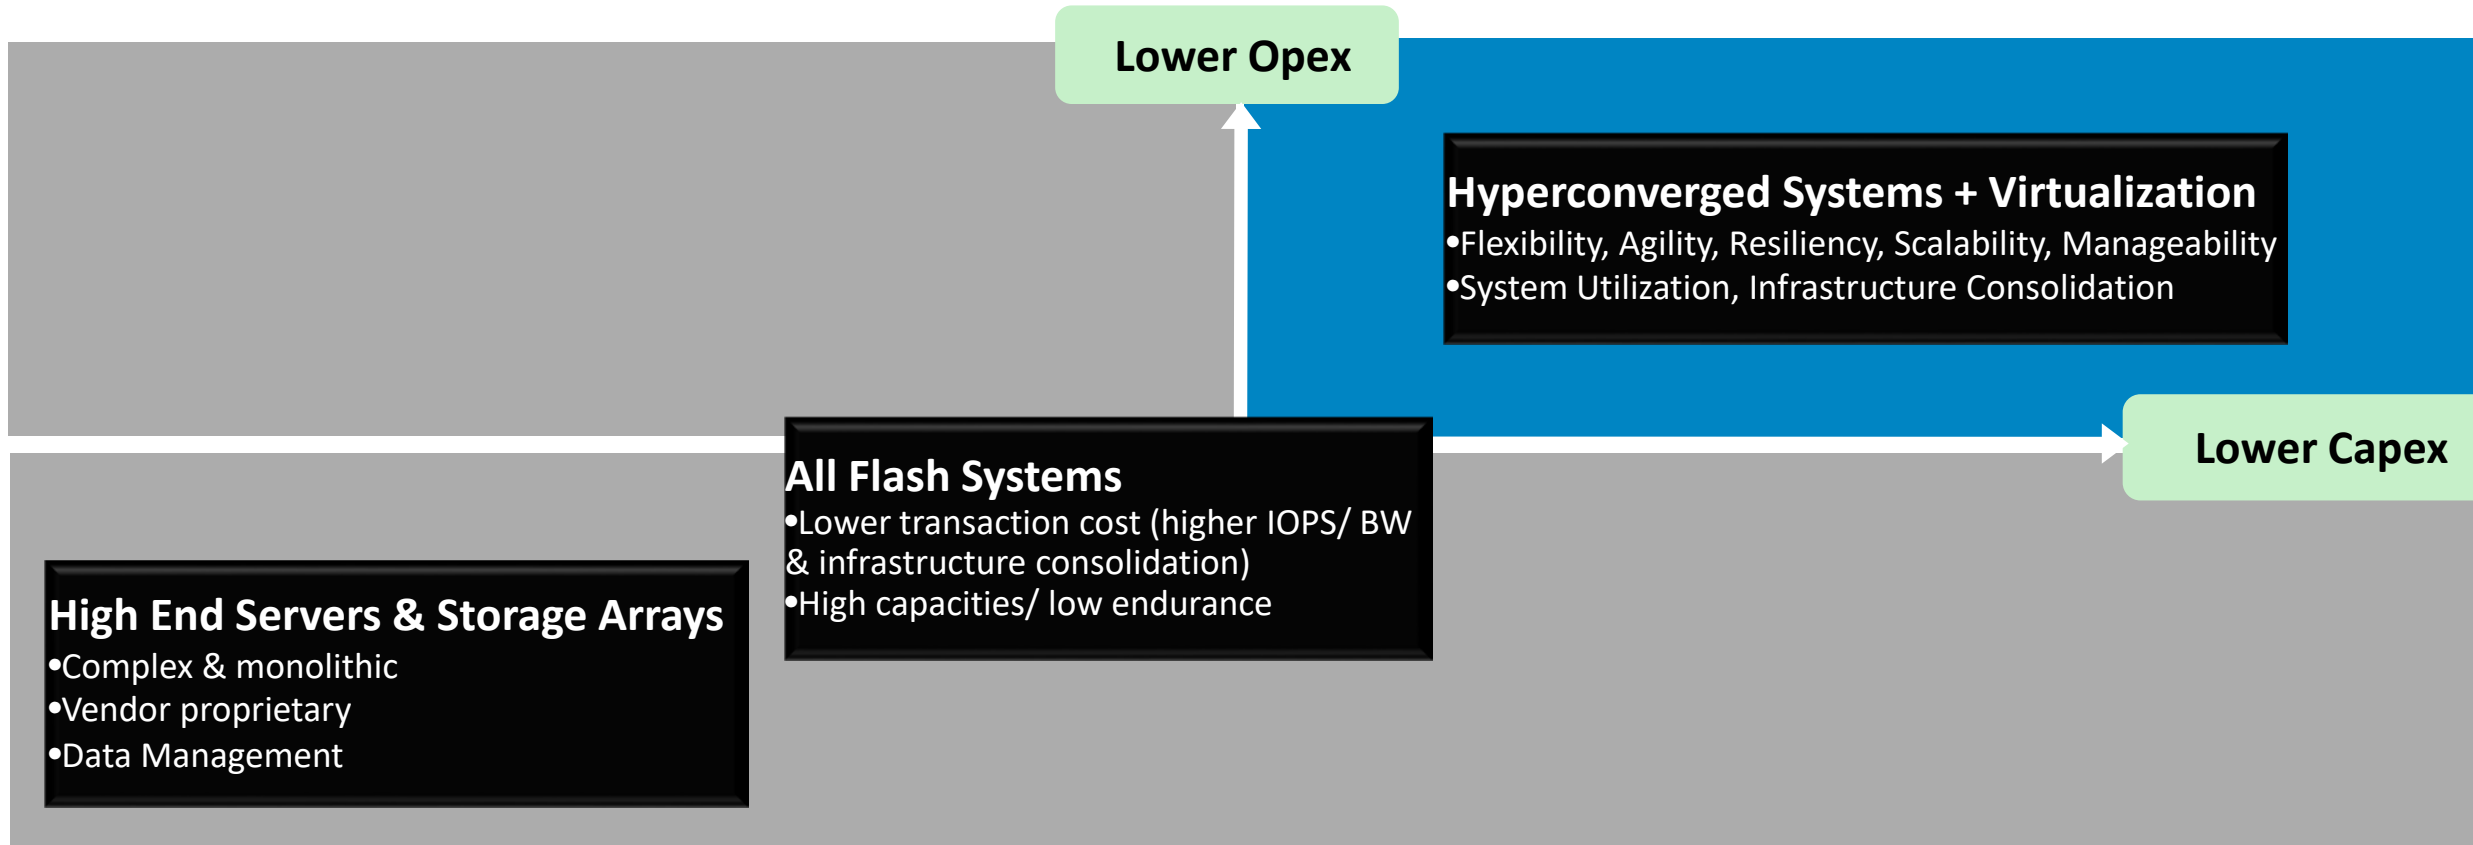 Lower Opex
Hyperconverged Systems + Virtualization
•Flexibility, Agility, Resiliency, Scalability, Manageability
•System Utilization, Infrastructure Consolidation
Lower Capex
All Flash Systems
•Lower transaction cost (higher IOPS/ BW
& infrastructure consolidation)
•High capacities/ low endurance
High End Servers & Storage Arrays
•Complex & monolithic
•Vendor proprietary
•Data Management